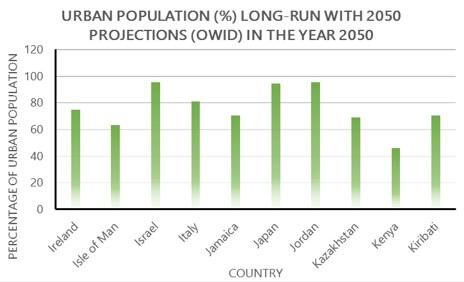 URBAN POPULATION (%) LONG-RUN WITH 2050
PROJECTIONS (OWID) IN THE YEAR 2050
PERCENTAGE OF URBAN POPULATION
120
100
80
60
40
20
0
Ireland
Isle of Man
Israel
Italy
Jamaica
Japan
Jordan
Kazakhstan
Kenya
Kiribati
COUNTRY